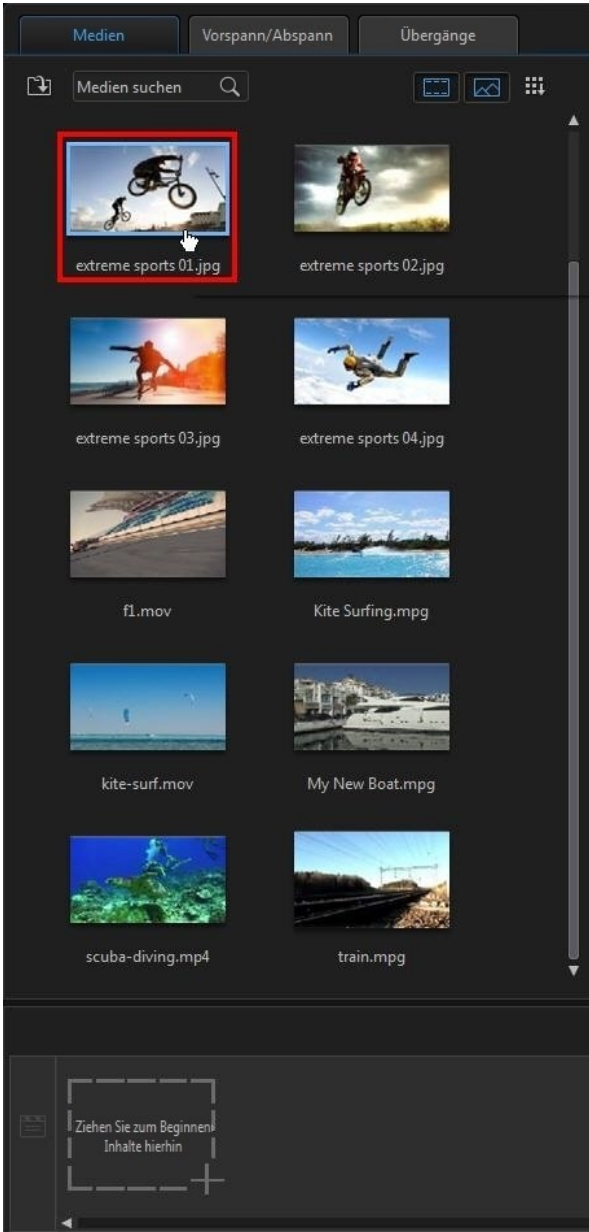 Medien Vorspann/Abspann Übergänge
Medien suchen
extreme sports 01.jpg extreme sports 02.jpg
extreme sports 03.jpg extreme sports 04.jpg
f1.mov Kite Surfing.mpg
kite-surf.mov My New Boat.mpg
scuba-diving.mp4 train.mpg
Ziehen Sie zum Beginnen
Inhalte hierhin